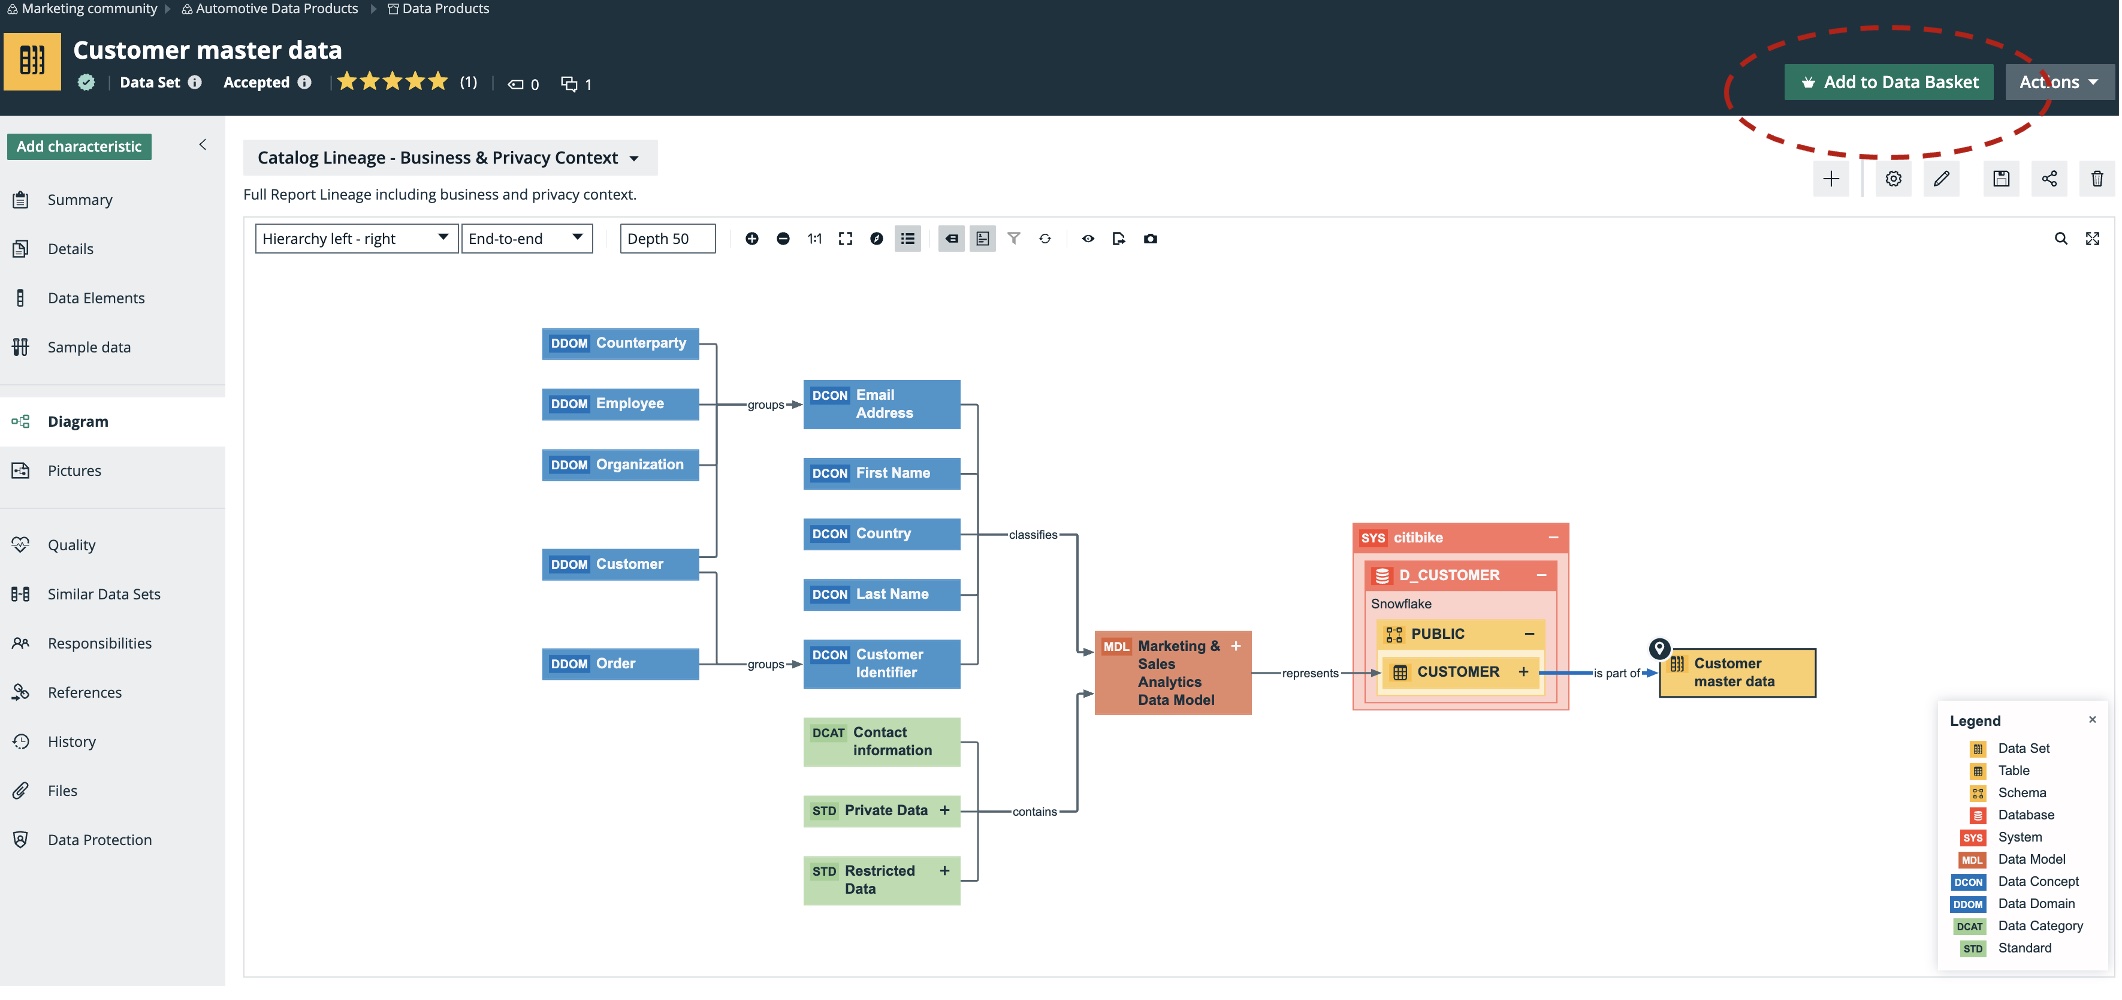 Marketing community Automotive Data Products Data Products
Customer master data
Data Set Accepted (1) 0 1
Add to Data Basket Actions
Add characteristic
Summary
Details
Data Elements
Sample data
Diagram
Pictures
Quality
Similar Data Sets
Responsibilities
References
History
Files
Data Protection
Catalog Lineage - Business & Privacy Context
Full Report Lineage including business and privacy context.
Hierarchy left - right End-to-end Depth 50 1:1
DDOM Counterparty
DDOM Employee
DDOM Organization
DDOM Customer
DDOM Order
groups
groups
DCON Email
Address
DCON First Name
DCON Country
DCON Last Name
DCON Customer
Identifier
DCAT Contact
information
STD Private Data +
STD Restricted +
Data
classifies
contains
MDL Marketing & +
Sales
Analytics
Data Model
represents
SYS citibike
D_CUSTOMER
Snowflake
PUBLIC
CUSTOMER +
is part of
Customer
master data
Legend ×
Data Set
Table
Schema
Database
SYS System
MDL Data Model
DCON Data Concept
DDOM Data Domain
DCAT Data Category
STD Standard